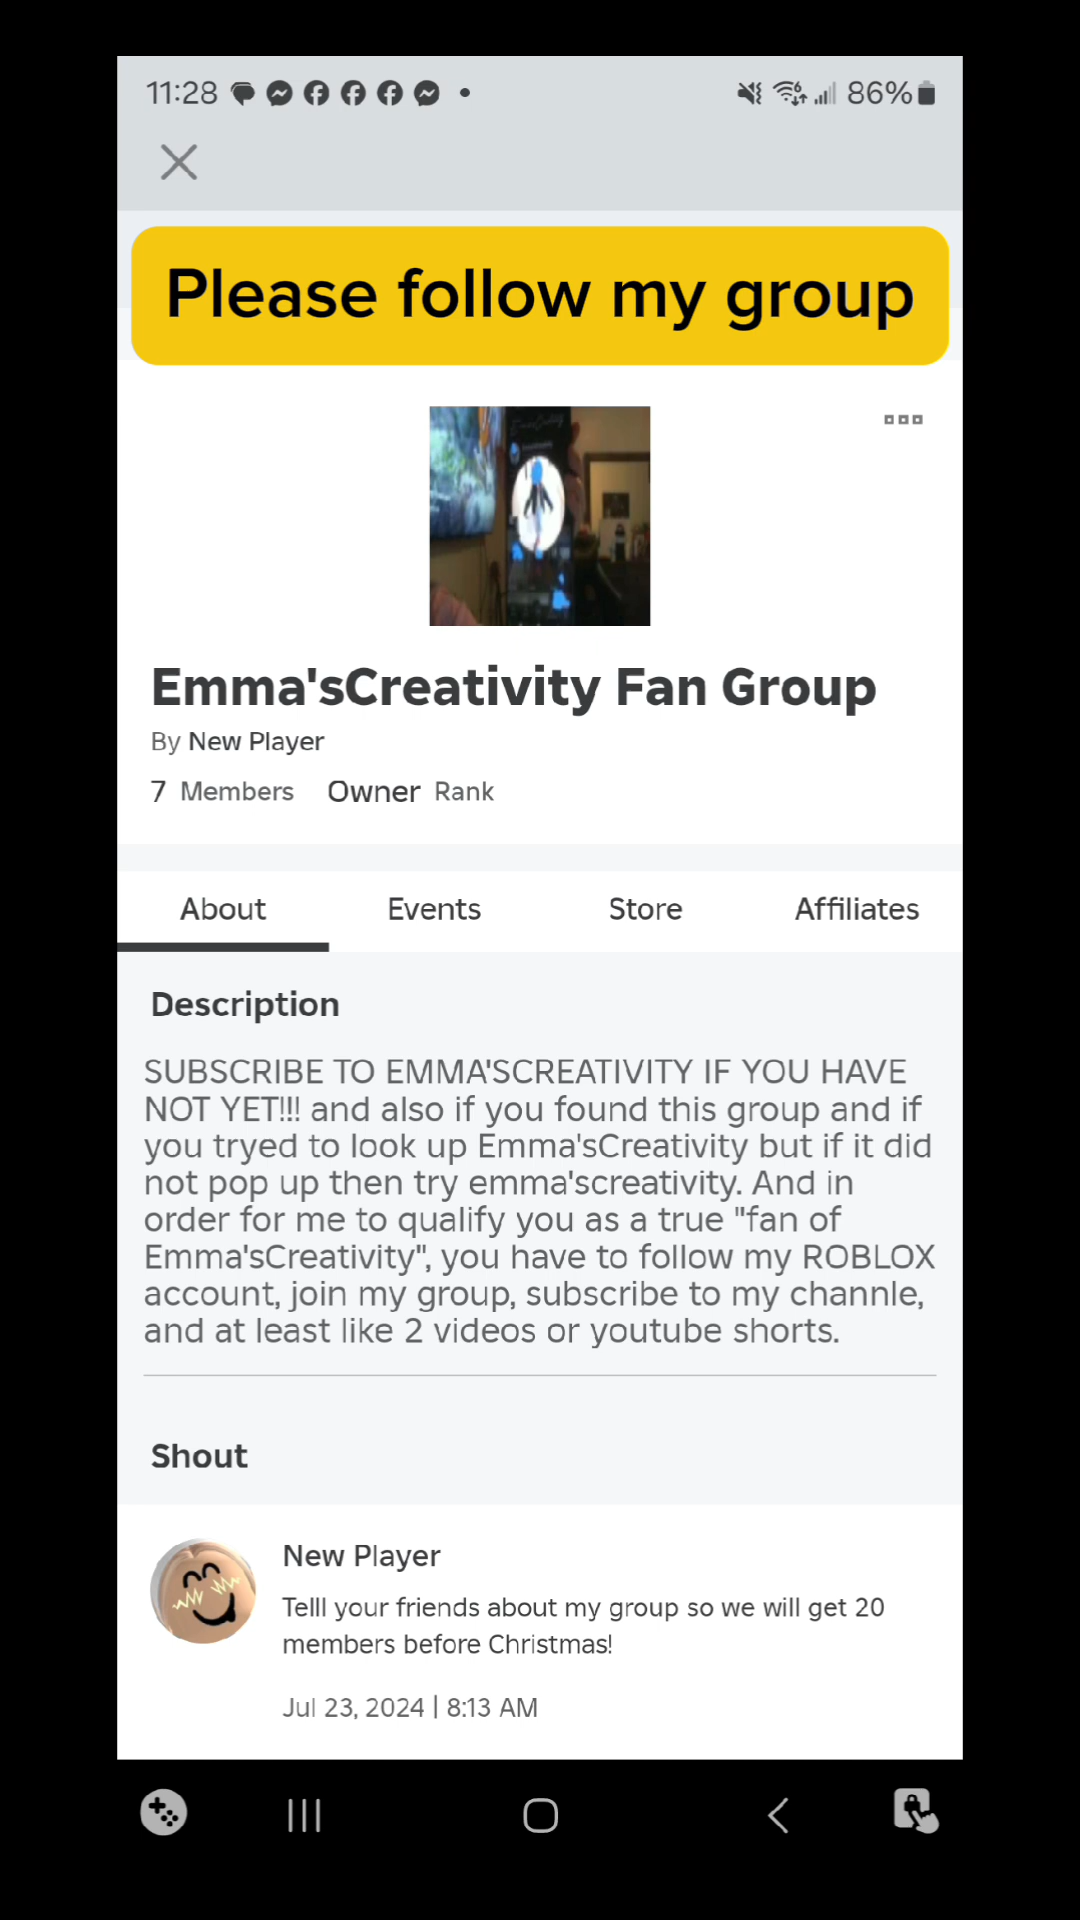 11:28 86%
Please follow my group
Emma'sCreativity Fan Group
By New Player
7 Members Owner Rank
About Events Store Affiliates
Description
SUBSCRIBE TO EMMA'SCREATIVITY IF YOU HAVE
NOT YET!!! and also if you found this group and if
you tryed to look up Emma'sCreativity but if it did
not pop up then try emma'screativity. And in
order for me to qualify you as a true "fan of
Emma'sCreativity", you have to follow my ROBLOX
account, join my group, subscribe to my channle,
and at least like 2 videos or youtube shorts.
Shout
New Player
Telll your friends about my group so we will get 20
members before Christmas!
Jul 23, 2024 | 8:13 AM